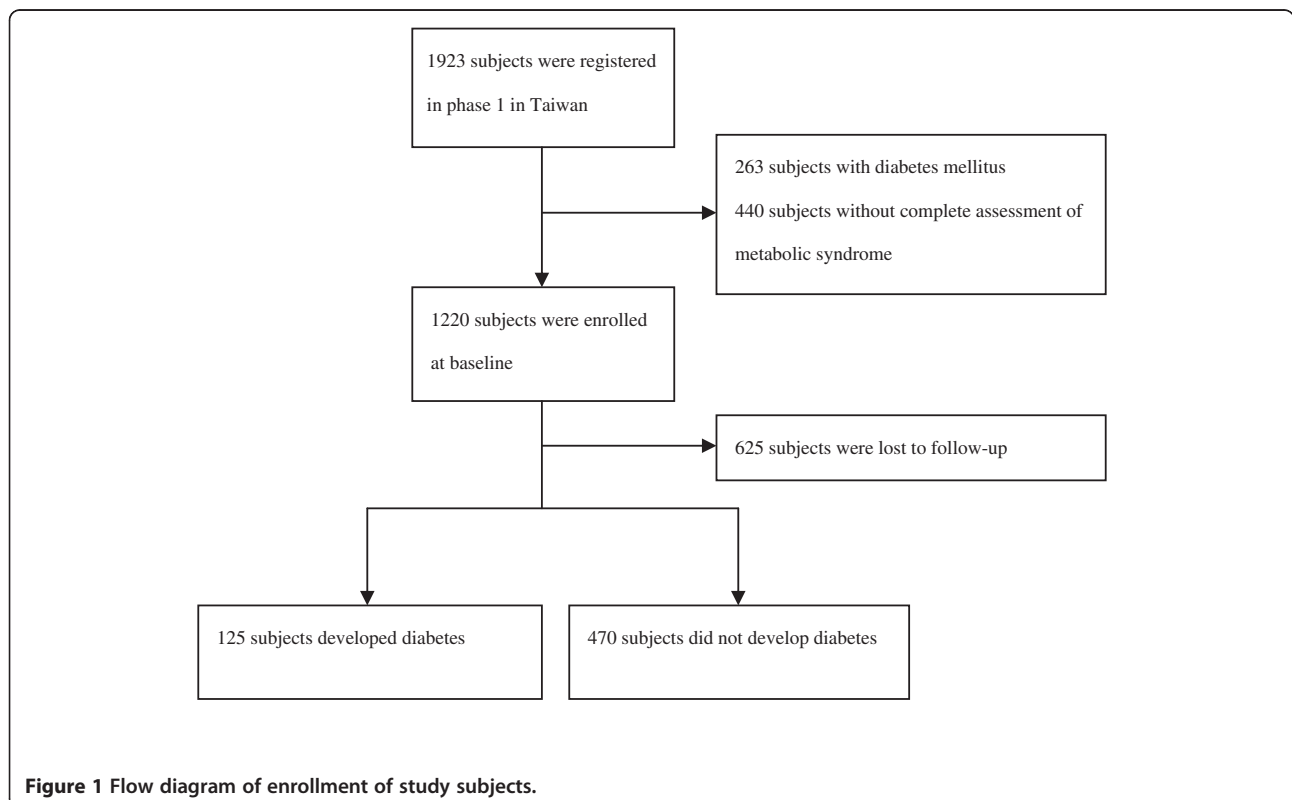 1923 subjects were registered
in phase 1 in Taiwan
263 subjects with diabetes mellitus
440 subjects without complete assessment of
metabolic syndrome
1220 subjects were enrolled
at baseline
625 subjects were lost to follow-up
125 subjects developed diabetes
470 subjects did not develop diabetes
Figure 1 Flow diagram of enrollment of study subjects.